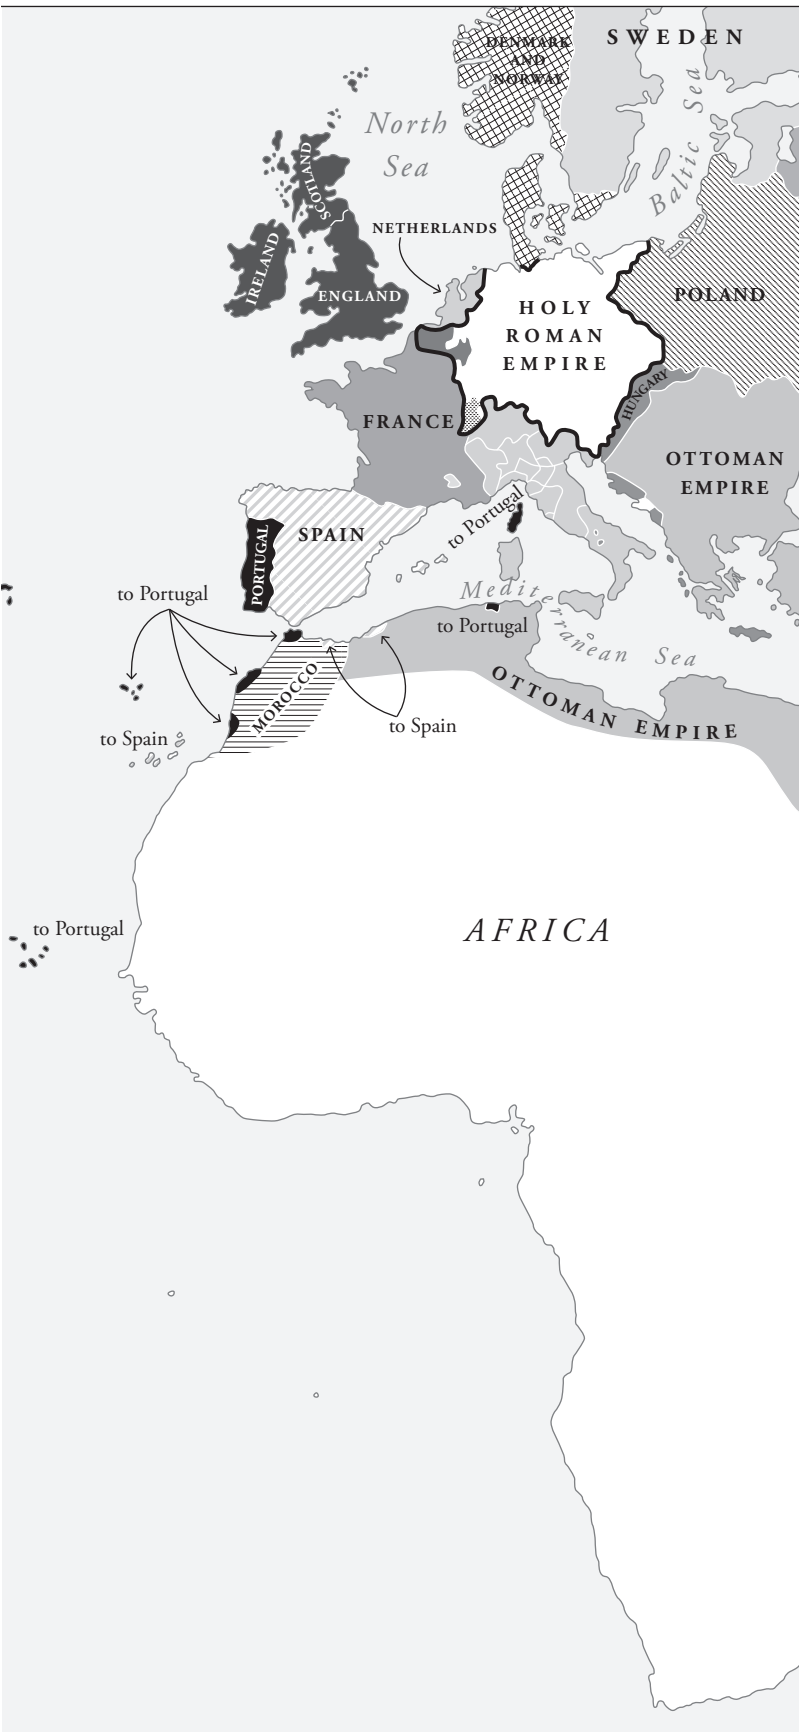 SWEDEN
DENMARK
AND
NORWAY
North
Sea
Baltic Sea
SCOTLAND
NETHERLANDS
IRELAND
ENGLAND
HOLY
ROMAN
EMPIRE
POLAND
HUNGARY
FRANCE
OTTOMAN
EMPIRE
to Portugal
SPAIN
PORTUGAL
to Portugal
Mediterranean Sea
to Portugal
MOROCCO
OTTOMAN EMPIRE
to Spain
to Spain
to Portugal
AFRICA